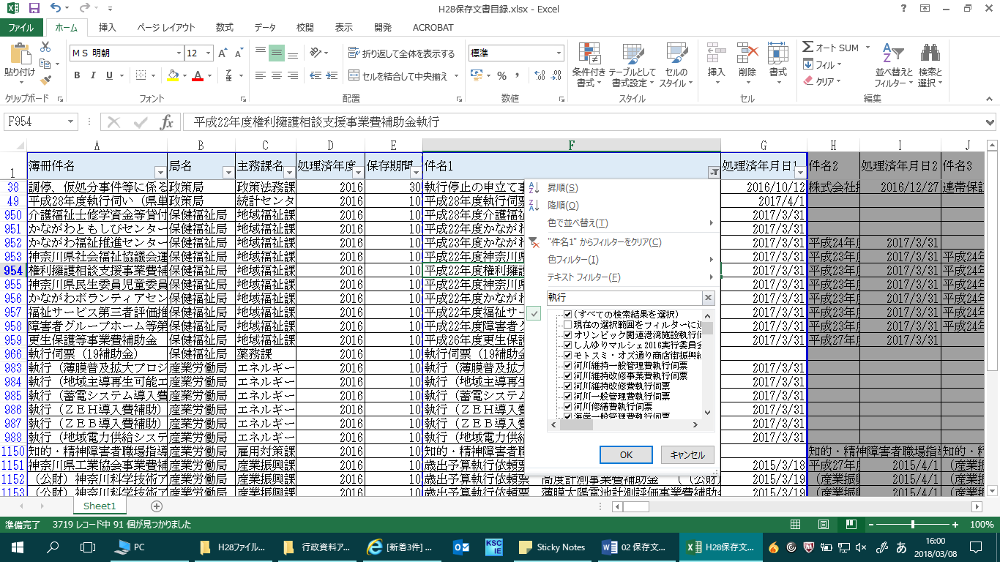 H28保存文書目録.xlsx - Excel
ファイル ホーム 挿入 ページ レイアウト 数式 データ 校閲 表示 開発 ACROBAT
貼り付け
ＭＳ 明朝 12
B I U
折り返して全体を表示する
セルを結合して中央揃え
標準
条件付き書式 テーブルとして書式設定 セルのスタイル
挿入 削除 書式
オート SUM
フィル
クリア
並べ替えとフィルター 検索と選択
クリップボード フォント 配置 数値 スタイル セル 編集
F954 fx 平成22年度権利擁護相談支援事業費補助金執行
A B C D E F G H I J
1 簿冊件名 局名 主務課名 処理済年度 保存期間 件名1 処理済年月日1 件名2 処理済年月日2 件名3
38 調停、仮処分事件等に係る 政策局 政策法務課 2016 30 執行停止の申立て事 2016/10/12 株式会社 2016/12/27 連帯保
49 平成28年度執行伺い（県単 政策局 統計センタ 2016 10 平成28年度執行伺 2017/4/1
950 介護福祉士修学資金等貸付 保健福祉局 地域福祉課 2016 10 平成28年度介護福 2017/3/31
951 かながわともしびセンター 保健福祉局 地域福祉課 2016 10 平成22年度かなが 2017/3/31
952 かながわ福祉推進センター 保健福祉局 地域福祉課 2016 10 平成23年度かなが 2017/3/31 平成24年度 2017/3/31
953 神奈川県社会福祉協議会運 保健福祉局 地域福祉課 2016 10 平成22年度神奈川県 2017/3/31 平成23年度 2017/3/31 平成24年
954 権利擁護相談支援事業費補 保健福祉局 地域福祉課 2016 10 平成22年度権利擁護 2017/3/31 平成23年度 2017/3/31 平成24年
955 神奈川県民生委員児童委員 保健福祉局 地域福祉課 2016 10 平成22年度神奈川県 2017/3/31 平成23年度 2017/3/31 平成24年
956 かながわボランティアセン 保健福祉局 地域福祉課 2016 10 平成22年度かなが 2017/3/31 平成23年度 2017/3/31 平成24年
957 福祉サービス第三者評価推 保健福祉局 地域福祉課 2016 10 平成22年度福祉サ 2017/3/31 平成23年度 2017/3/31 平成24年
958 障害者グループホーム等第 保健福祉局 地域福祉課 2016 10 平成22年度障害者グ 2017/3/31 平成23年度 2017/3/31 平成24年
959 更生保護等事業費補助金 保健福祉局 地域福祉課 2016 10 平成26年度更生保護 2017/3/31 平成27年度 2017/3/31
966 執行伺票（19補助金） 保健福祉局 薬務課 2016 10 執行伺票（19補助金
983 執行（薄膜普及拡大プロジ 産業労働局 エネルギー 2016 10 執行（薄膜普及拡 2017/3/31
984 執行（地域主導再生可能エ 産業労働局 エネルギー 2016 10 執行（地域主導再生 2017/3/31
985 執行（蓄電システム導入費 産業労働局 エネルギー 2016 10 執行（蓄電システム 2017/3/31
986 執行（ＺＥＨ導入費補助） 産業労働局 エネルギー 2016 10 執行（ＺＥＨ導入費 2017/3/31
987 執行（ＺＥＢ導入費補助） 産業労働局 エネルギー 2016 10 執行（ＺＥＢ導入費 2017/3/31
988 執行（地域電力供給システ 産業労働局 エネルギー 2016 10 執行（地域電力供給 2017/3/31
1150 知的・精神障害者職場指導 産業労働局 雇用対策課 2016 10 知的・精神障害者職 知的・精神障害者職場指導 知的・
1151 神奈川県工業協会事業費補 産業労働局 産業振興課 2016 10 歳出予算執行依頼票 2015/3/18 平成27年度 2015/4/1 （産業振
1152 （公財）神奈川科学技術ア 産業労働局 産業振興課 2016 10 歳出予算執行依頼票 高度計測事業費補助金 （（公財） 2015/3/19 （産業振興 2015/4/1 （産業振
1153 （公財）神奈川科学技術ア 産業労働局 産業振興課 2016 10 歳出予算執行依頼票 薄膜太陽電池計測評価事業費補助 2015/3/19 （産業振興 2015/4/1 （産業振
昇順(S)
降順(O)
色で並べ替え(T)
"件名1" からフィルターをクリア(C)
色フィルター(I)
テキスト フィルター(F)
執行
(すべての検索結果を選択)
現在の選択範囲をフィルターに追
オリンピック関連港湾施設執行伺
しんゆりマルシェ2016実行委員会
モトスミ・オズ通り商店街振興組
河川維持一般管理費執行伺票
河川維持改修事業費執行伺票
河川維持改修費執行伺票
河川一般管理費執行伺票
河川修繕費執行伺票
海岸一般管理費執行伺票
OK キャンセル
Sheet1
準備完了 3719 レコード中 91 個が見つかりました 100%
PC H28ファイル... 行政資料ア... [新着3件] ... KSC IE Sticky Notes 02 保存文... H28保存文... あ 16:00
2018/03/08